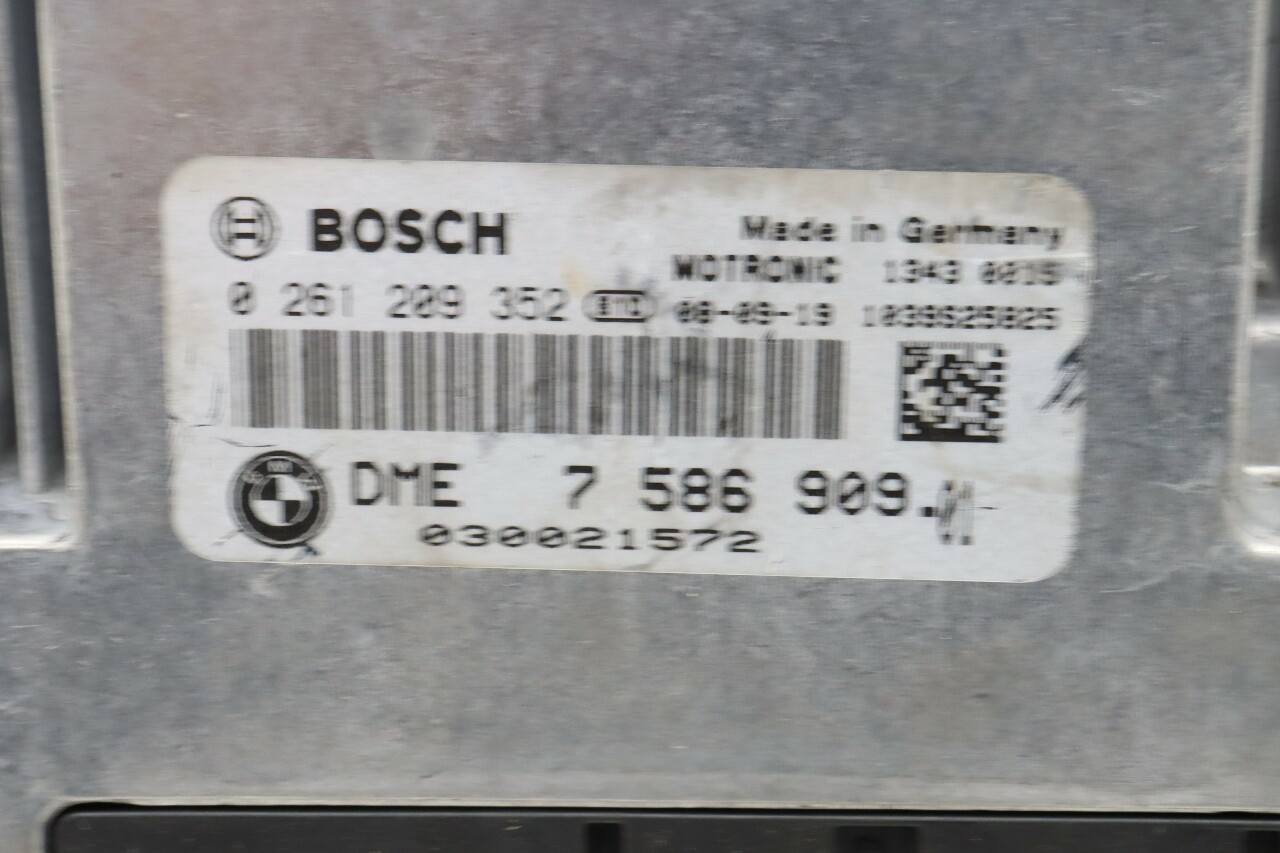 BOSCH
Made in Germany
MOTRONIC 1343 0015
0 261 209 352 08-09-19 1039S25825
DME 7 586 909.
030021572